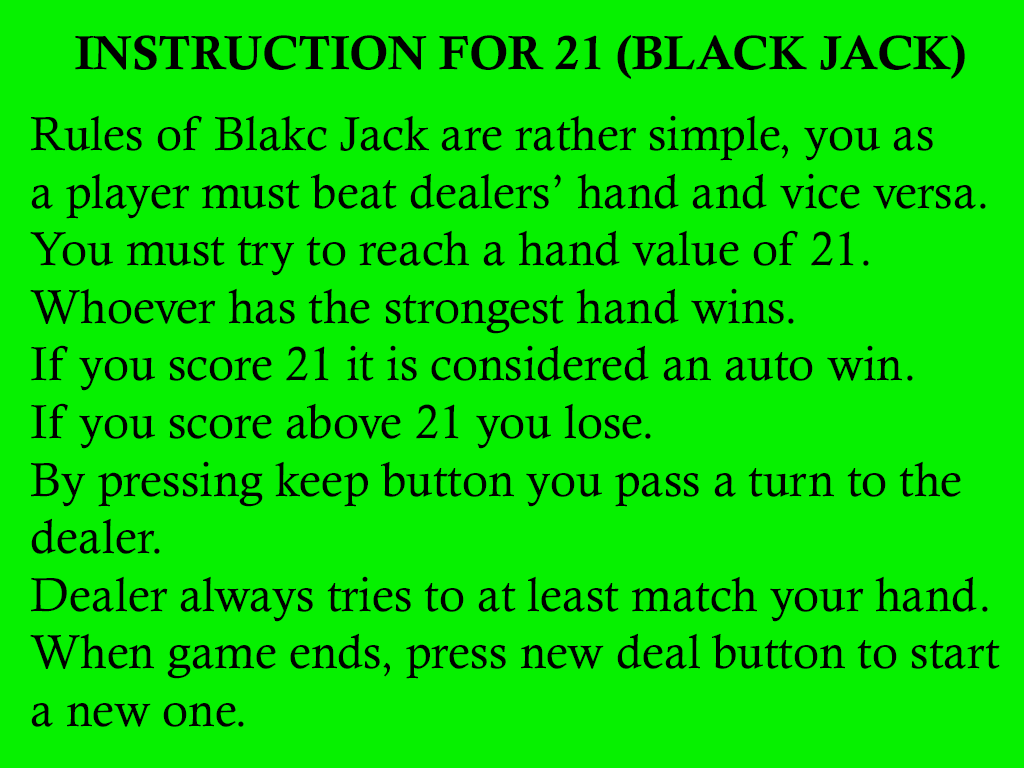 INSTRUCTION FOR 21 (BLACK JACK)
Rules of Blakc Jack are rather simple, you as
a player must beat dealers’ hand and vice versa.
You must try to reach a hand value of 21.
Whoever has the strongest hand wins.
If you score 21 it is considered an auto win.
If you score above 21 you lose.
By pressing keep button you pass a turn to the
dealer.
Dealer always tries to at least match your hand.
When game ends, press new deal button to start
a new one.